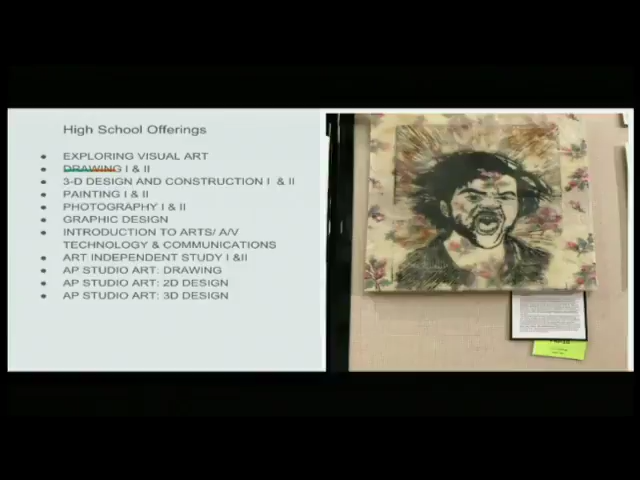 High School Offerings
EXPLORING VISUAL ART
DRAWING I & II
3-D DESIGN AND CONSTRUCTION I & II
PAINTING I & II
PHOTOGRAPHY I & II
GRAPHIC DESIGN
INTRODUCTION TO ARTS/ A/V
TECHNOLOGY & COMMUNICATIONS
ART INDEPENDENT STUDY I &II
AP STUDIO ART: DRAWING
AP STUDIO ART: 2D DESIGN
AP STUDIO ART: 3D DESIGN